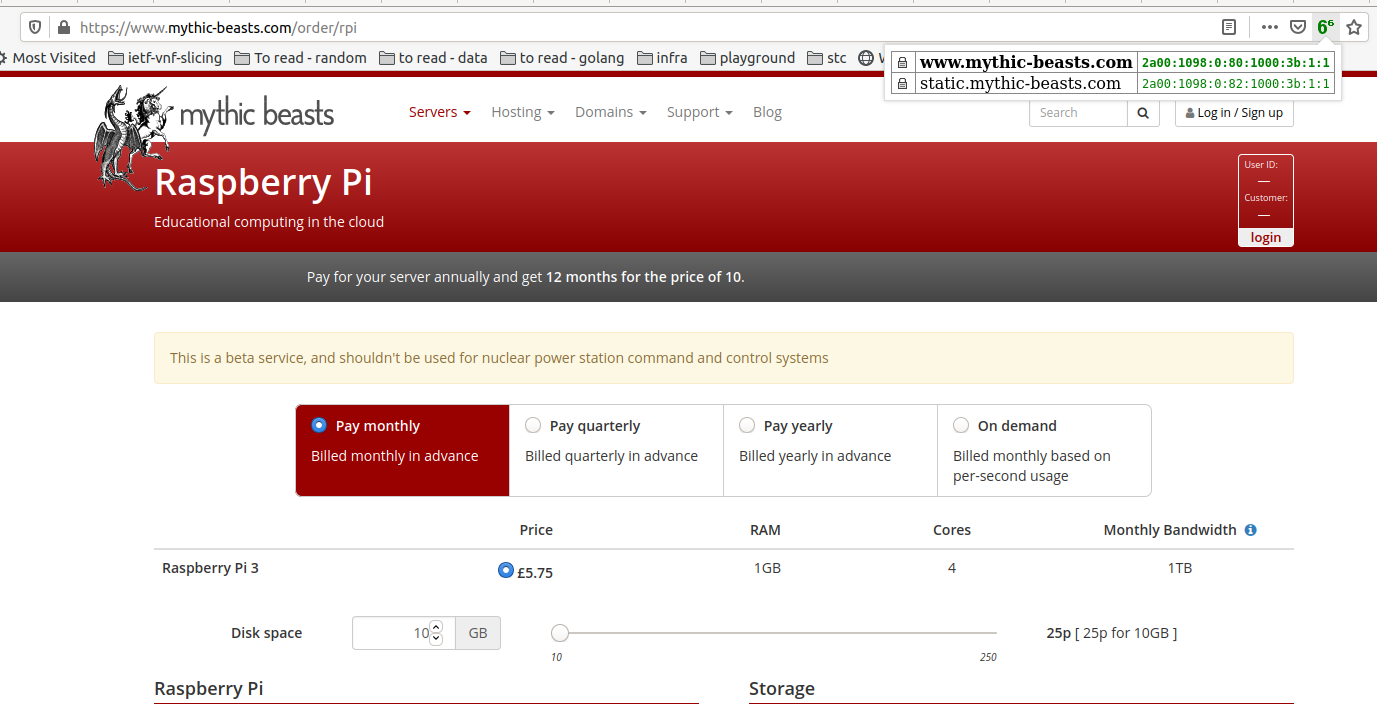 https://www.mythic-beasts.com/order/rpi
6⁶
Most Visited ietf-vnf-slicing To read - random to read - data to read - golang infra playground stc
www.mythic-beasts.com 2a00:1098:0:80:1000:3b:1:1
static.mythic-beasts.com 2a00:1098:0:82:1000:3b:1:1
mythic beasts Servers Hosting Domains Support Blog Search Log in / Sign up
Raspberry Pi
Educational computing in the cloud
User ID:
—
Customer:
—
login
Pay for your server annually and get 12 months for the price of 10.
This is a beta service, and shouldn't be used for nuclear power station command and control systems
Pay monthly Pay quarterly Pay yearly On demand
Billed monthly in advance Billed quarterly in advance Billed yearly in advance Billed monthly based on
per-second usage
Price RAM Cores Monthly Bandwidth
Raspberry Pi 3 £5.75 1GB 4 1TB
Disk space 10 GB 25p [ 25p for 10GB ]
10 250
Raspberry Pi Storage